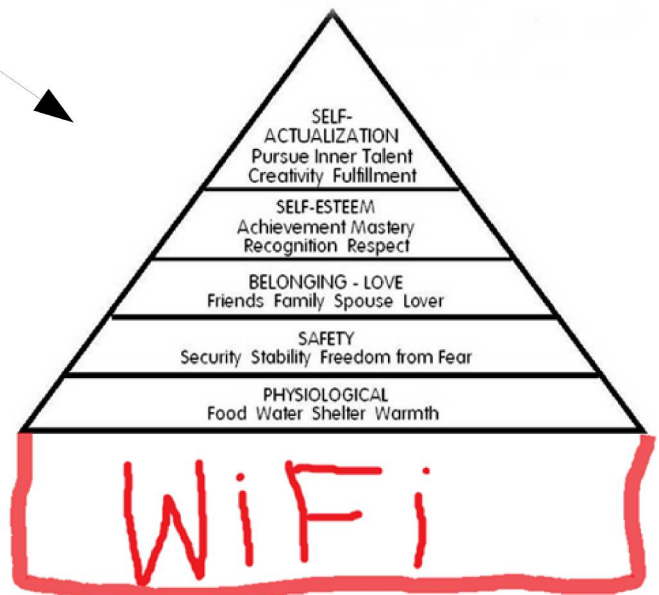 SELF-
ACTUALIZATION
Pursue Inner Talent
Creativity Fulfillment
SELF-ESTEEM
Achievement Mastery
Recognition Respect
BELONGING - LOVE
Friends Family Spouse Lover
SAFETY
Security Stability Freedom from Fear
PHYSIOLOGICAL
Food Water Shelter Warmth
WiFi